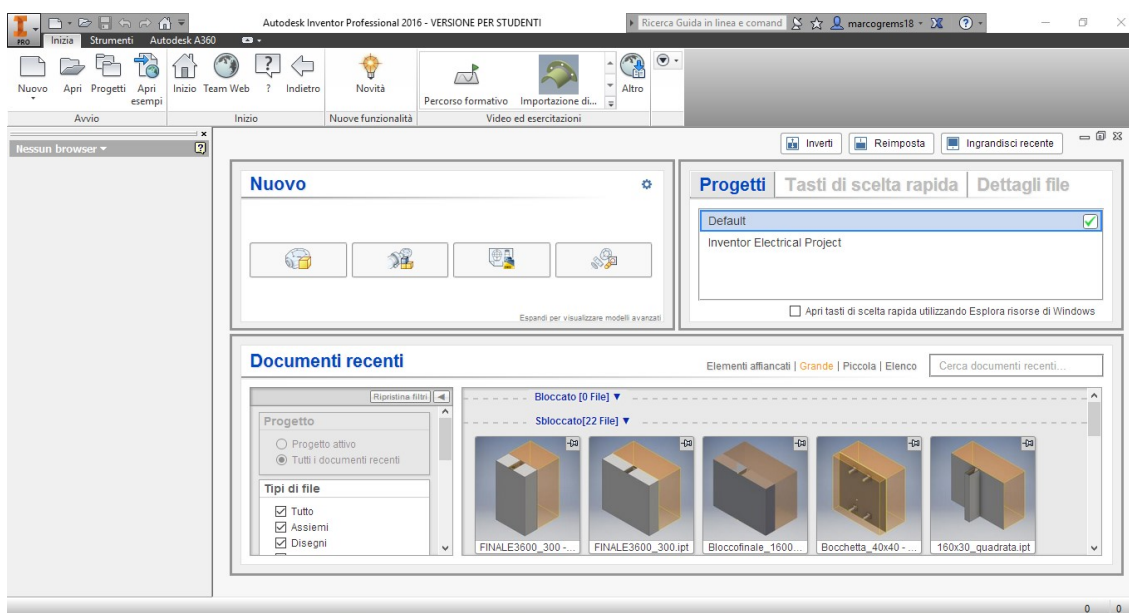 Autodesk Inventor Professional 2016 - VERSIONE PER STUDENTI
Ricerca Guida in linea e comand
marcogrems18
PRO
Inizia Strumenti Autodesk A360
Nuovo Apri Progetti Apri esempi Inizio Team Web ? Indietro Novità Percorso formativo Importazione di... Altro
Avvio Inizio Nuove funzionalità Video ed esercitazioni
Nessun browser
Inverti Reimposta Ingrandisci recente
Nuovo
Progetti Tasti di scelta rapida Dettagli file
Default
Inventor Electrical Project
Espandi per visualizzare modelli avanzati
Apri tasti di scelta rapida utilizzando Esplora risorse di Windows
Documenti recenti
Elementi affiancati | Grande | Piccola | Elenco
Cerca documenti recenti...
Ripristina filtri
Bloccato [0 File]
Sbloccato[22 File]
Progetto
Progetto attivo
Tutti i documenti recenti
Tipi di file
Tutto
Assiemi
Disegni
FINALE3600_300 -... FINALE3600_300.ipt Bloccofinale_1600... Bocchetta_40x40 - ... 160x30_quadrata.ipt
0 0